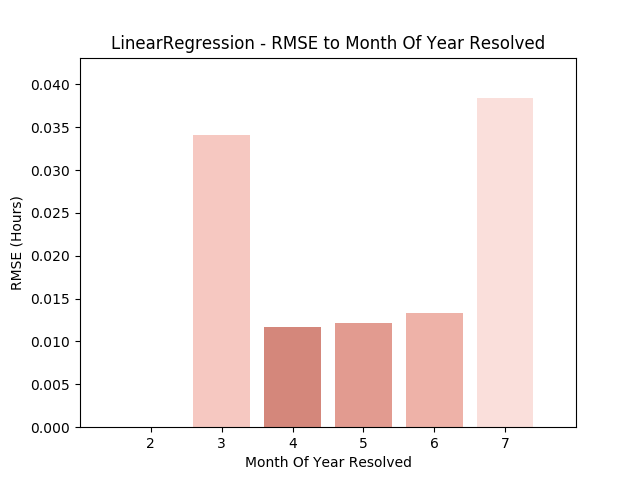 LinearRegression - RMSE to Month Of Year Resolved
0.040
0.035
0.030
0.025
0.020
0.015
0.010
0.005
0.000
RMSE (Hours)
2 3 4 5 6 7
Month Of Year Resolved